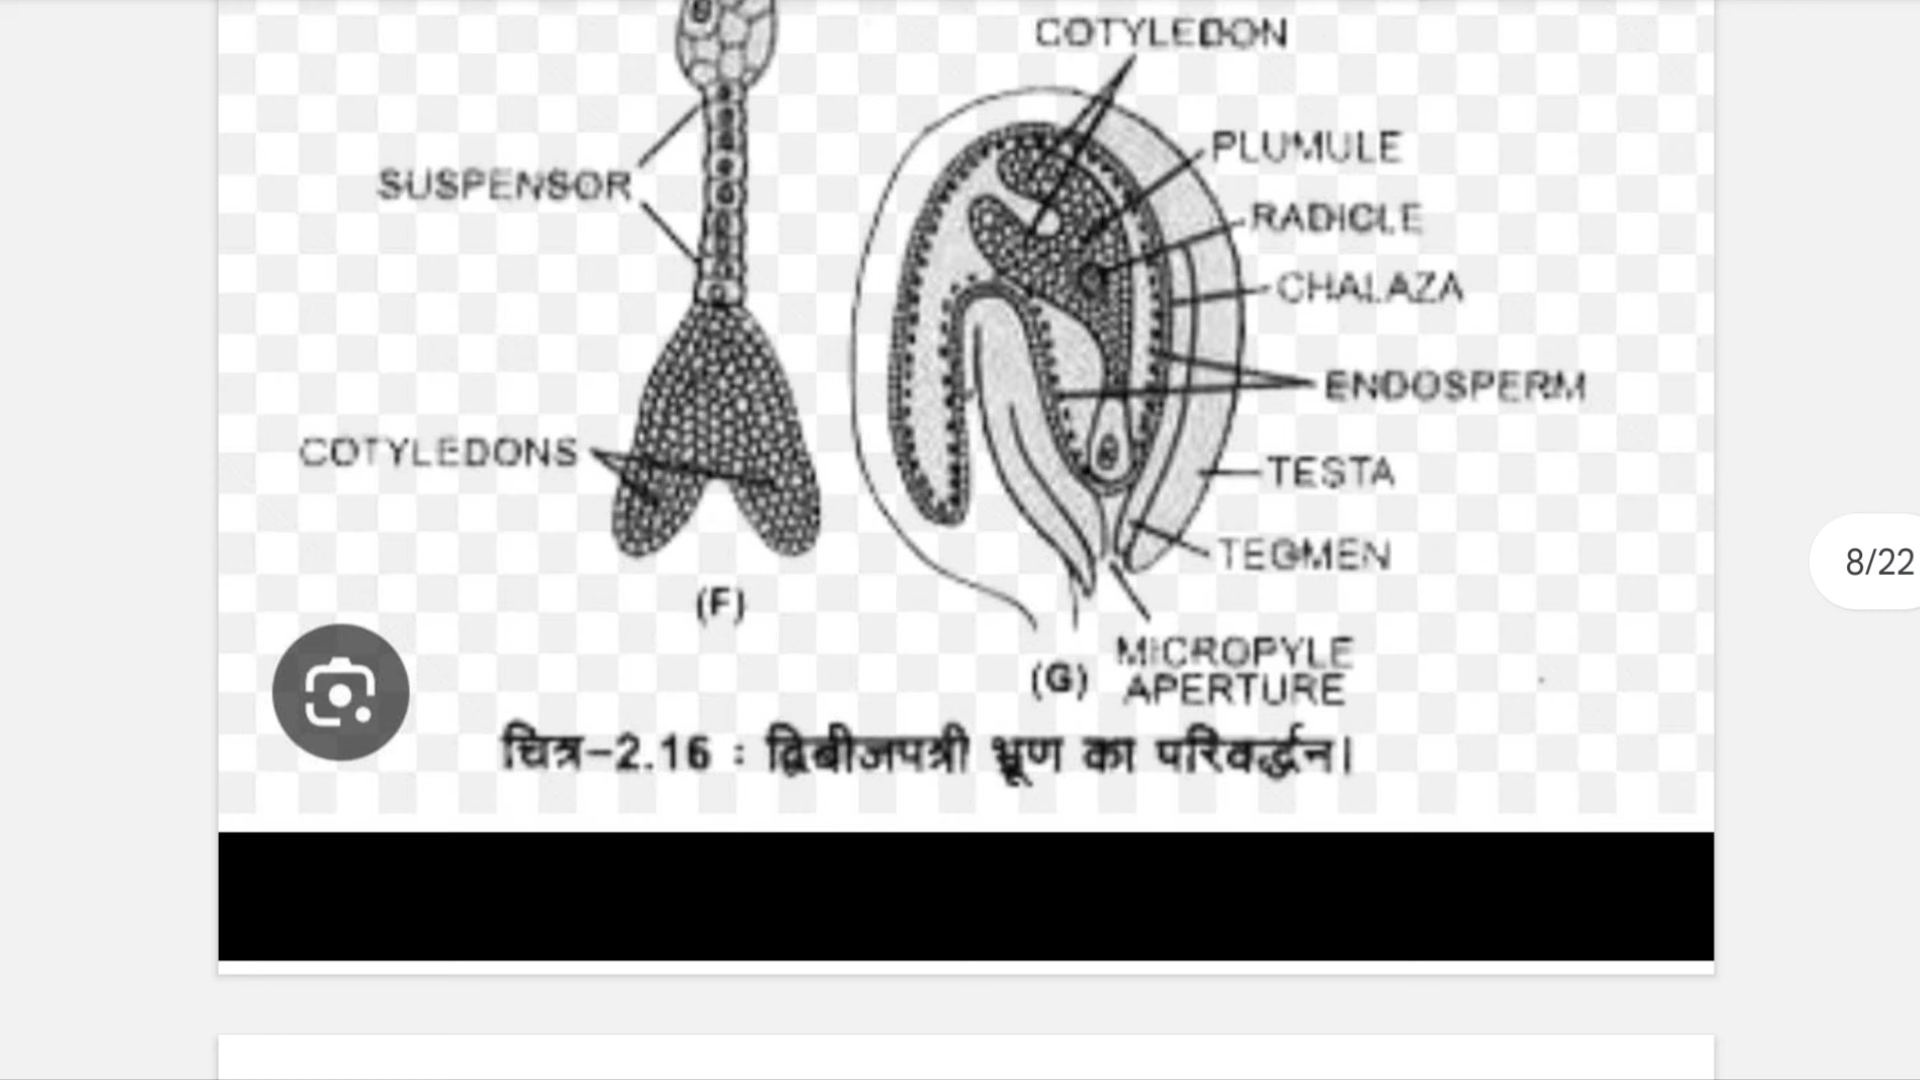 COTYLEDON
PLUMULE
SUSPENSOR
RADICLE
CHALAZA
ENDOSPERM
COTYLEDONS
TESTA
TEGMEN
8/22
(F)
MICROPYLE
(G) APERTURE
चित्र-2.16 : द्विबीजपत्री भ्रूण का परिवर्द्धन।